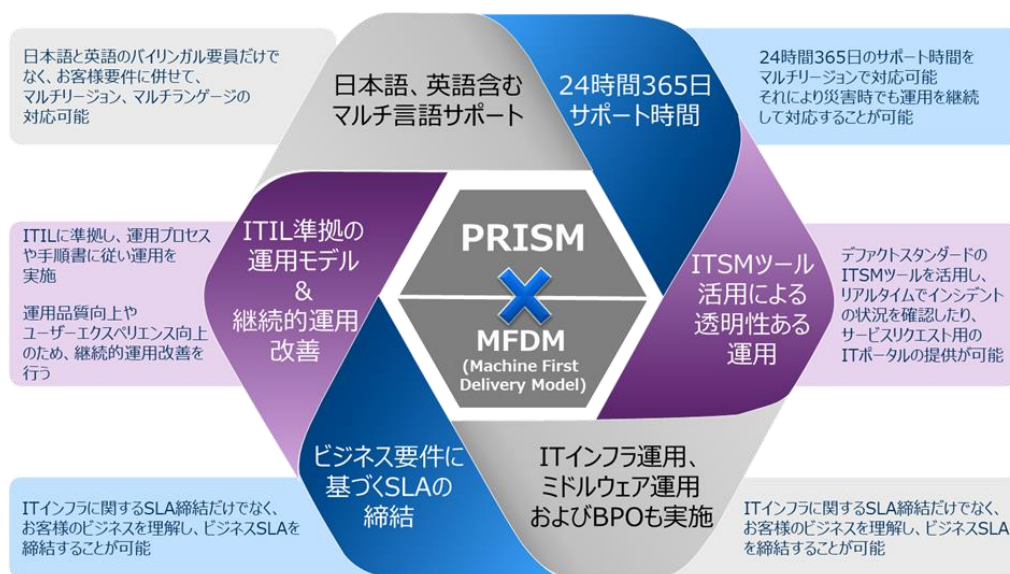 日本語と英語のバイリンガル要員だけで
なく、お客様要件に併せて、
マルチリージョン、マルチランゲージの
対応可能
日本語、英語含む
マルチ言語サポート
24時間365日
サポート時間
24時間365日のサポート時間を
マルチリージョンで対応可能
それにより災害時でも運用を継続
して対応することが可能
ITILに準拠し、運用プロセス
や手順書に従い運用を
実施
運用品質向上や
ユーザーエクスペリエンス向上
のため、継続的運用改善を
行う
ITIL準拠の
運用モデル
&
継続的運用
改善
PRISM
MFDM
(Machine First
Delivery Model)
ITSMツール
活用による
透明性ある
運用
デファクトスタンダードの
ITSMツールを活用し、
リアルタイムでインシデント
の状況を確認したり、
サービスリクエスト用の
ITポータルの提供が可能
ITインフラに関するSLA締結だけでなく、
お客様のビジネスを理解し、ビジネスSLAを
締結することが可能
ビジネス要件に
基づくSLAの
締結
ITインフラ運用、
ミドルウェア運用
およびBPOも実施
ITインフラに関するSLA締結だけでなく、
お客様のビジネスを理解し、ビジネスSLA
を締結することが可能